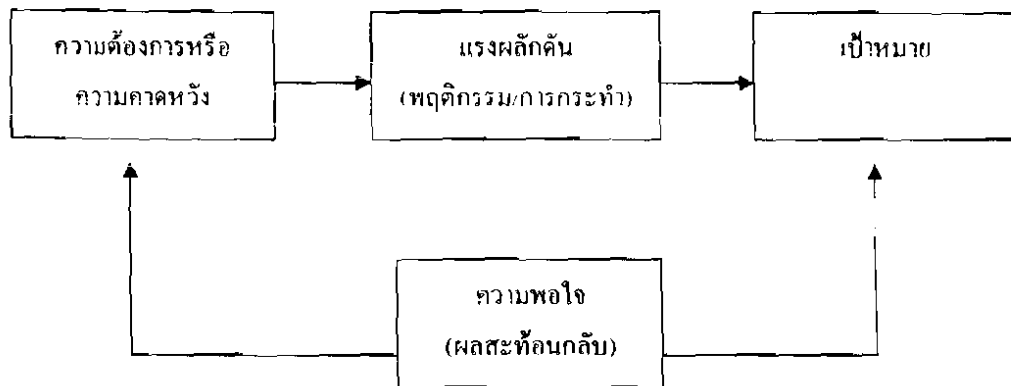 ความต้องการหรือ
ความคาดหวัง
แรงผลักดัน
(พฤติกรรม/การกระทำ)
เป้าหมาย
ความพอใจ
(ผลสะท้อนกลับ)